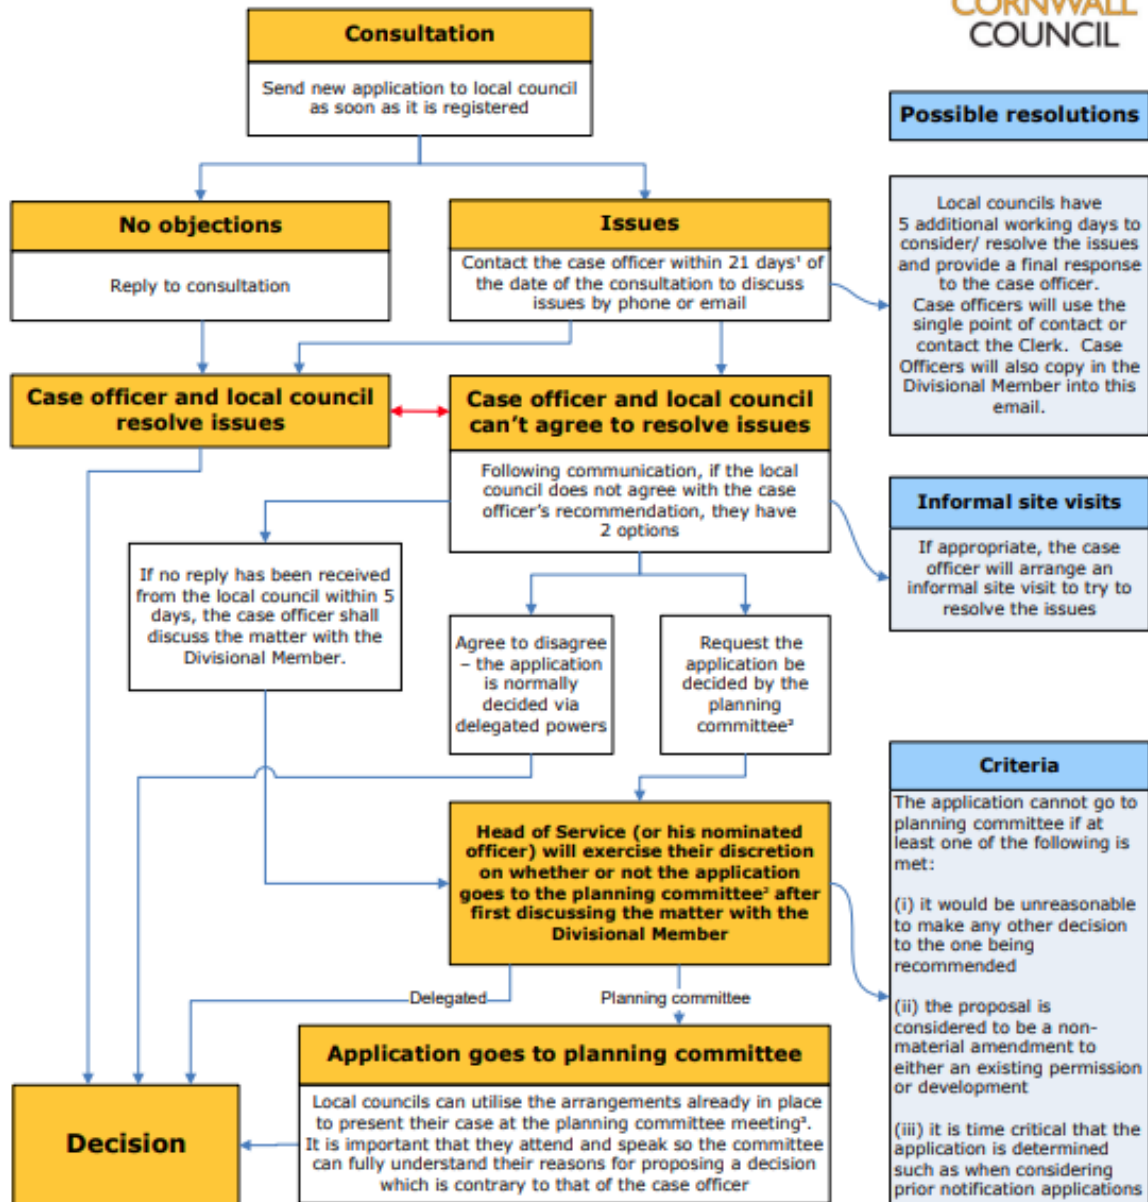 CORNWALL
COUNCIL
Consultation
Send new application to local council
as soon as it is registered
No objections
Reply to consultation
Issues
Contact the case officer within 21 days¹ of
the date of the consultation to discuss
issues by phone or email
Case officer and local council
resolve issues
Case officer and local council
can't agree to resolve issues
Following communication, if the local
council does not agree with the case
officer's recommendation, they have
2 options
If no reply has been received
from the local council within 5
days, the case officer shall
discuss the matter with the
Divisional Member.
Agree to disagree
– the application
is normally
decided via
delegated powers
Request the
application be
decided by the
planning
committee²
Head of Service (or his nominated
officer) will exercise their discretion
on whether or not the application
goes to the planning committee² after
first discussing the matter with the
Divisional Member
Delegated
Planning committee
Application goes to planning committee
Local councils can utilise the arrangements already in place
to present their case at the planning committee meeting³.
It is important that they attend and speak so the committee
can fully understand their reasons for proposing a decision
which is contrary to that of the case officer
Decision
Possible resolutions
Local councils have
5 additional working days to
consider/ resolve the issues
and provide a final response
to the case officer.
Case officers will use the
single point of contact or
contact the Clerk. Case
Officers will also copy in the
Divisional Member into this
email.
Informal site visits
If appropriate, the case
officer will arrange an
informal site visit to try to
resolve the issues
Criteria
The application cannot go to
planning committee if at
least one of the following is
met:
(i) it would be unreasonable
to make any other decision
to the one being
recommended
(ii) the proposal is
considered to be a non-
material amendment to
either an existing permission
or development
(iii) it is time critical that the
application is determined
such as when considering
prior notification applications